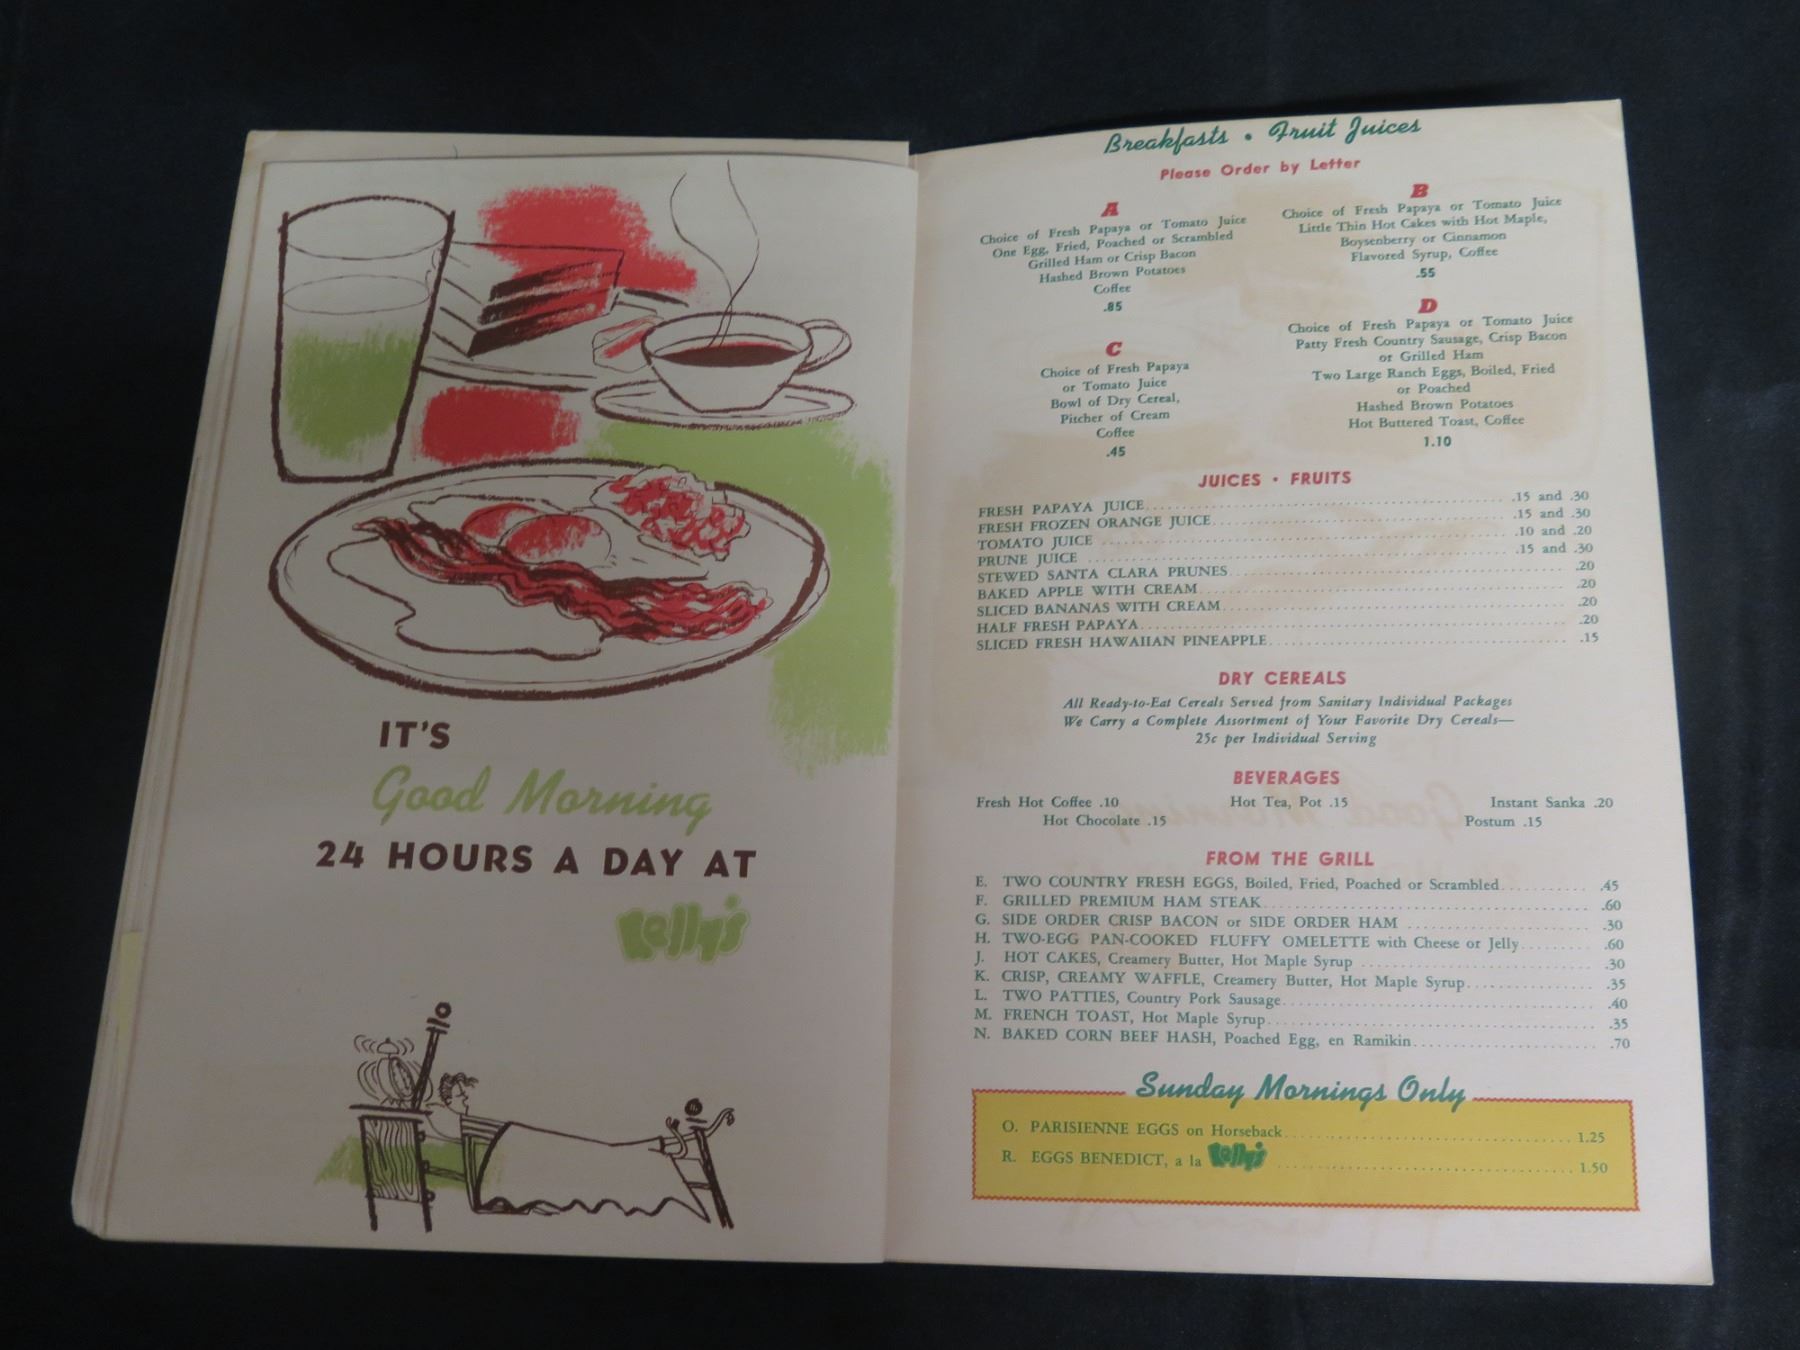 IT'S
Good Morning
24 HOURS A DAY AT
Kelly's
Breakfasts • Fruit Juices
Please Order by Letter
A
Choice of Fresh Papaya or Tomato Juice
One Egg, Fried, Poached or Scrambled
Grilled Ham or Crisp Bacon
Hashed Brown Potatoes
Coffee
.85
B
Choice of Fresh Papaya or Tomato Juice
Little Thin Hot Cakes with Hot Maple,
Boysenberry or Cinnamon
Flavored Syrup, Coffee
.55
C
Choice of Fresh Papaya
or Tomato Juice
Bowl of Dry Cereal,
Pitcher of Cream
Coffee
.45
D
Choice of Fresh Papaya or Tomato Juice
Patty Fresh Country Sausage, Crisp Bacon
or Grilled Ham
Two Large Ranch Eggs, Boiled, Fried
or Poached
Hashed Brown Potatoes
Hot Buttered Toast, Coffee
1.10
JUICES • FRUITS
FRESH PAPAYA JUICE .15 and .30
FRESH FROZEN ORANGE JUICE .15 and .30
TOMATO JUICE .10 and .20
PRUNE JUICE .15 and .30
STEWED SANTA CLARA PRUNES .20
BAKED APPLE WITH CREAM .20
SLICED BANANAS WITH CREAM .20
HALF FRESH PAPAYA .20
SLICED FRESH HAWAIIAN PINEAPPLE .15
DRY CEREALS
All Ready-to-Eat Cereals Served from Sanitary Individual Packages
We Carry a Complete Assortment of Your Favorite Dry Cereals—
25c per Individual Serving
BEVERAGES
Fresh Hot Coffee .10 Hot Tea, Pot .15 Instant Sanka .20
Hot Chocolate .15 Postum .15
FROM THE GRILL
E. TWO COUNTRY FRESH EGGS, Boiled, Fried, Poached or Scrambled .45
F. GRILLED PREMIUM HAM STEAK .60
G. SIDE ORDER CRISP BACON or SIDE ORDER HAM .30
H. TWO-EGG PAN-COOKED FLUFFY OMELETTE with Cheese or Jelly .60
J. HOT CAKES, Creamery Butter, Hot Maple Syrup .30
K. CRISP, CREAMY WAFFLE, Creamery Butter, Hot Maple Syrup .35
L. TWO PATTIES, Country Pork Sausage .40
M. FRENCH TOAST, Hot Maple Syrup .35
N. BAKED CORN BEEF HASH, Poached Egg, en Ramikin .70
Sunday Mornings Only
O. PARISIENNE EGGS on Horseback 1.25
R. EGGS BENEDICT, a la Kelly's 1.50